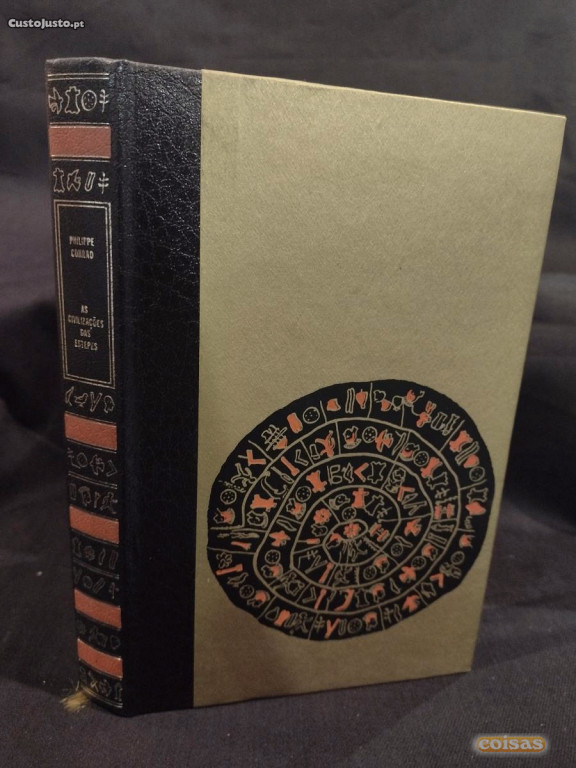 CustoJusto.pt
PHILIPPE
CONRAD
AS
CIVILIZAÇÕES
DAS
ESTEPES
coisas